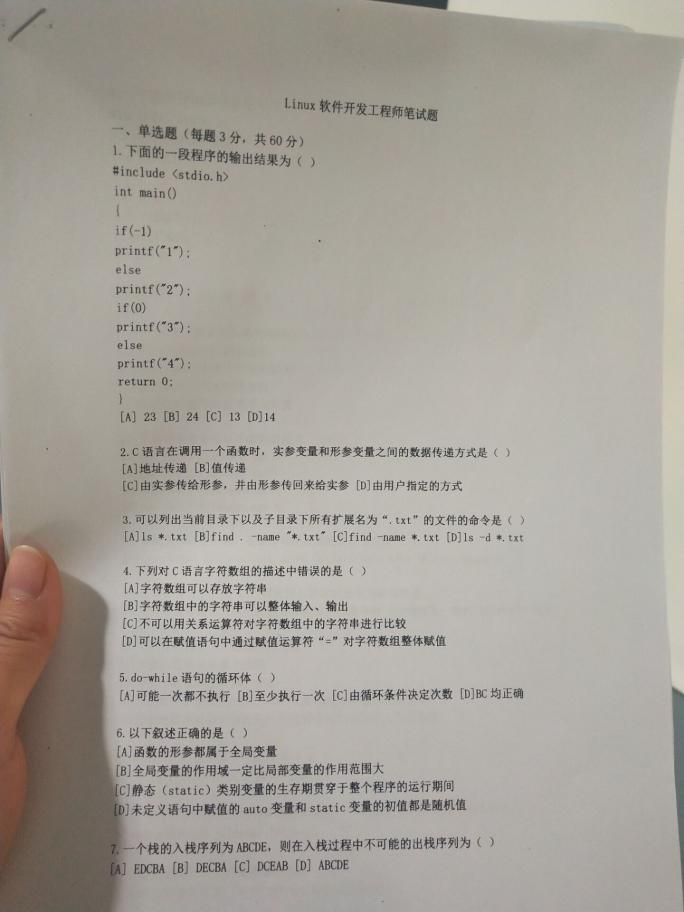 Linux 软件开发工程师笔试题
一、单选题（每题 3 分，共 60 分）
1. 下面的一段程序的输出结果为（ ）
#include <stdio.h>
int main()
{
if(-1)
printf("1");
else
printf("2");
if(0)
printf("3");
else
printf("4");
return 0;
}
[A] 23 [B] 24 [C] 13 [D]14
2. C 语言在调用一个函数时，实参变量和形参变量之间的数据传递方式是（ ）
[A]地址传递 [B]值传递
[C]由实参传给形参，并由形参传回来给实参 [D]由用户指定的方式
3. 可以列出当前目录下以及子目录下所有扩展名为“.txt”的文件的命令是（ ）
[A]ls *.txt [B]find . -name "*.txt" [C]find -name *.txt [D]ls -d *.txt
4. 下列对 C 语言字符数组的描述中错误的是（ ）
[A]字符数组可以存放字符串
[B]字符数组中的字符串可以整体输入、输出
[C]不可以用关系运算符对字符数组中的字符串进行比较
[D]可以在赋值语句中通过赋值运算符“=”对字符数组整体赋值
5. do-while 语句的循环体（ ）
[A]可能一次都不执行 [B]至少执行一次 [C]由循环条件决定次数 [D]BC 均正确
6. 以下叙述正确的是（ ）
[A]函数的形参都属于全局变量
[B]全局变量的作用域一定比局部变量的作用范围大
[C]静态（static）类别变量的生存期贯穿于整个程序的运行期间
[D]未定义语句中赋值的 auto 变量和 static 变量的初值都是随机值
7. 一个栈的入栈序列为 ABCDE，则在入栈过程中不可能的出栈序列为（ ）
[A] EDCBA [B] DECBA [C] DCEAB [D] ABCDE